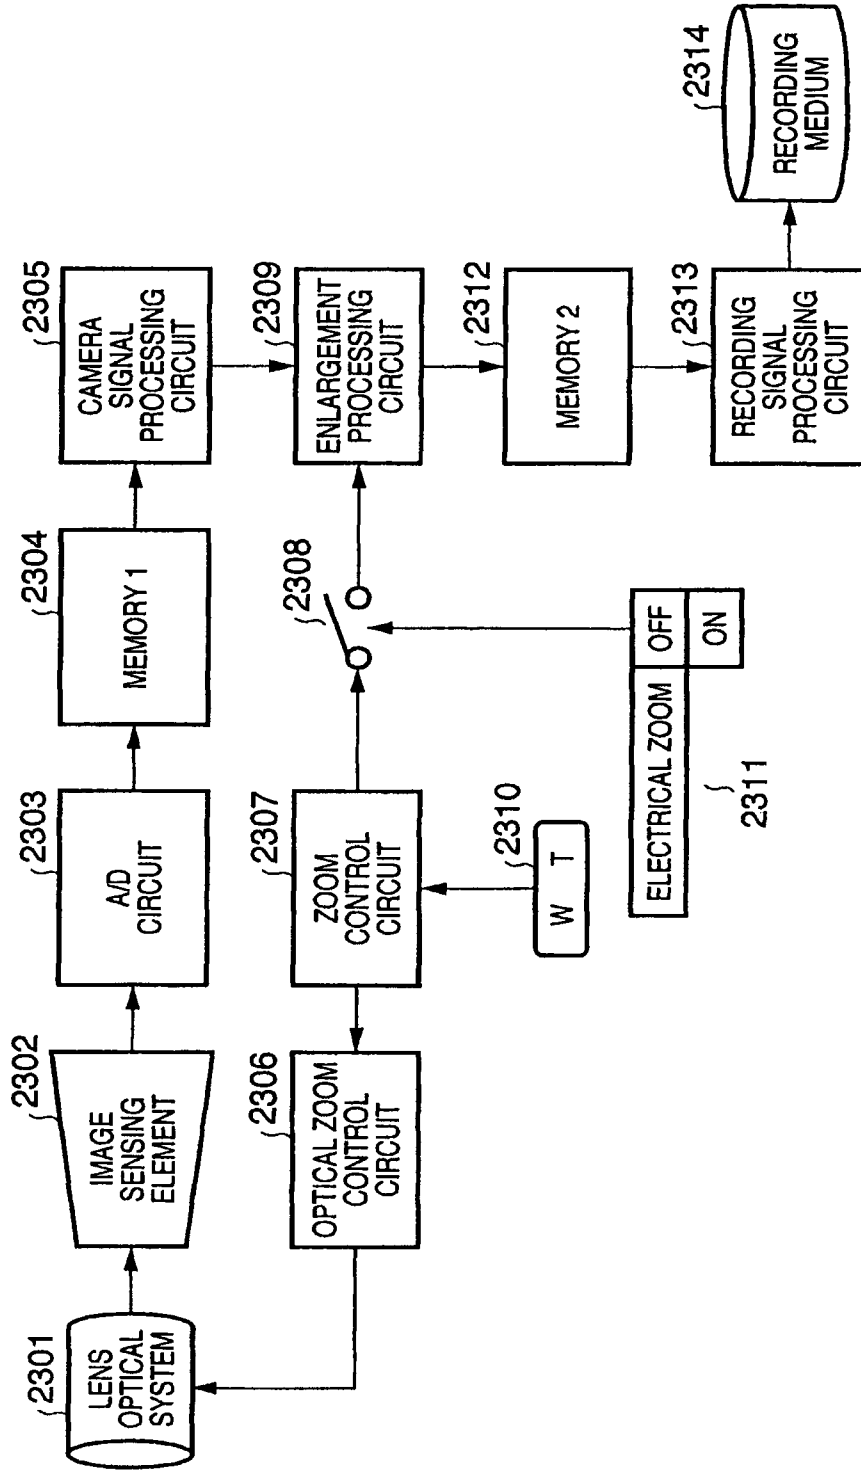 2301
LENS
OPTICAL
SYSTEM
2302
IMAGE
SENSING
ELEMENT
2303
A/D
CIRCUIT
2304
MEMORY 1
2305
CAMERA
SIGNAL
PROCESSING
CIRCUIT
2306
OPTICAL ZOOM
CONTROL
CIRCUIT
2307
ZOOM
CONTROL
CIRCUIT
2308
2309
ENLARGEMENT
PROCESSING
CIRCUIT
2310
W T
2312
MEMORY 2
ELECTRICAL ZOOM OFF
ON
2311
2313
RECORDING
SIGNAL
PROCESSING
CIRCUIT
2314
RECORDING
MEDIUM